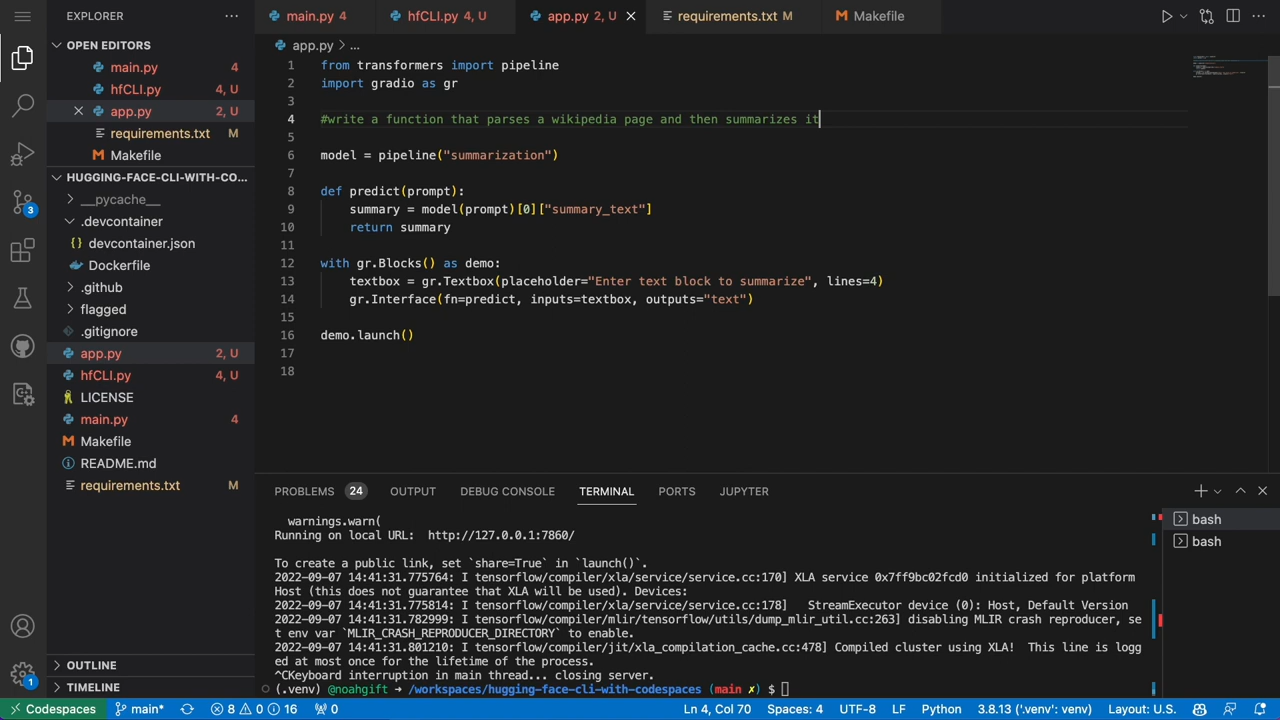 EXPLORER
main.py 4
hfCLI.py 4, U
app.py 2, U
requirements.txt M
Makefile
OPEN EDITORS
main.py 4
hfCLI.py 4, U
app.py 2, U
requirements.txt M
Makefile
HUGGING-FACE-CLI-WITH-CO...
__pycache__
.devcontainer
{} devcontainer.json
Dockerfile
.github
flagged
.gitignore
app.py 2, U
hfCLI.py 4, U
LICENSE
main.py 4
Makefile
README.md
requirements.txt M
OUTLINE
TIMELINE
app.py > ...
1 from transformers import pipeline
2 import gradio as gr
3
4 #write a function that parses a wikipedia page and then summarizes it
5
6 model = pipeline("summarization")
7
8 def predict(prompt):
9 summary = model(prompt)[0]["summary_text"]
10 return summary
11
12 with gr.Blocks() as demo:
13 textbox = gr.Textbox(placeholder="Enter text block to summarize", lines=4)
14 gr.Interface(fn=predict, inputs=textbox, outputs="text")
15
16 demo.launch()
17
18
PROBLEMS 24 OUTPUT DEBUG CONSOLE TERMINAL PORTS JUPYTER
warnings.warn(
Running on local URL: http://127.0.0.1:7860/
To create a public link, set `share=True` in `launch()`.
2022-09-07 14:41:31.775764: I tensorflow/compiler/xla/service/service.cc:170] XLA service 0x7ff9bc02fcd0 initialized for platform
Host (this does not guarantee that XLA will be used). Devices:
2022-09-07 14:41:31.775814: I tensorflow/compiler/xla/service/service.cc:178] StreamExecutor device (0): Host, Default Version
2022-09-07 14:41:31.782999: I tensorflow/compiler/mlir/tensorflow/utils/dump_mlir_util.cc:263] disabling MLIR crash reproducer, se
t env var `MLIR_CRASH_REPRODUCER_DIRECTORY` to enable.
2022-09-07 14:41:31.801210: I tensorflow/compiler/jit/xla_compilation_cache.cc:478] Compiled cluster using XLA! This line is logg
ed at most once for the lifetime of the process.
^CKeyboard interruption in main thread... closing server.
(.venv) @noahgift → /workspaces/hugging-face-cli-with-codespaces (main ✗) $
bash
bash
3
1
Codespaces main* 8 0 16 0 Ln 4, Col 70 Spaces: 4 UTF-8 LF Python 3.8.13 ('.venv': venv) Layout: U.S.